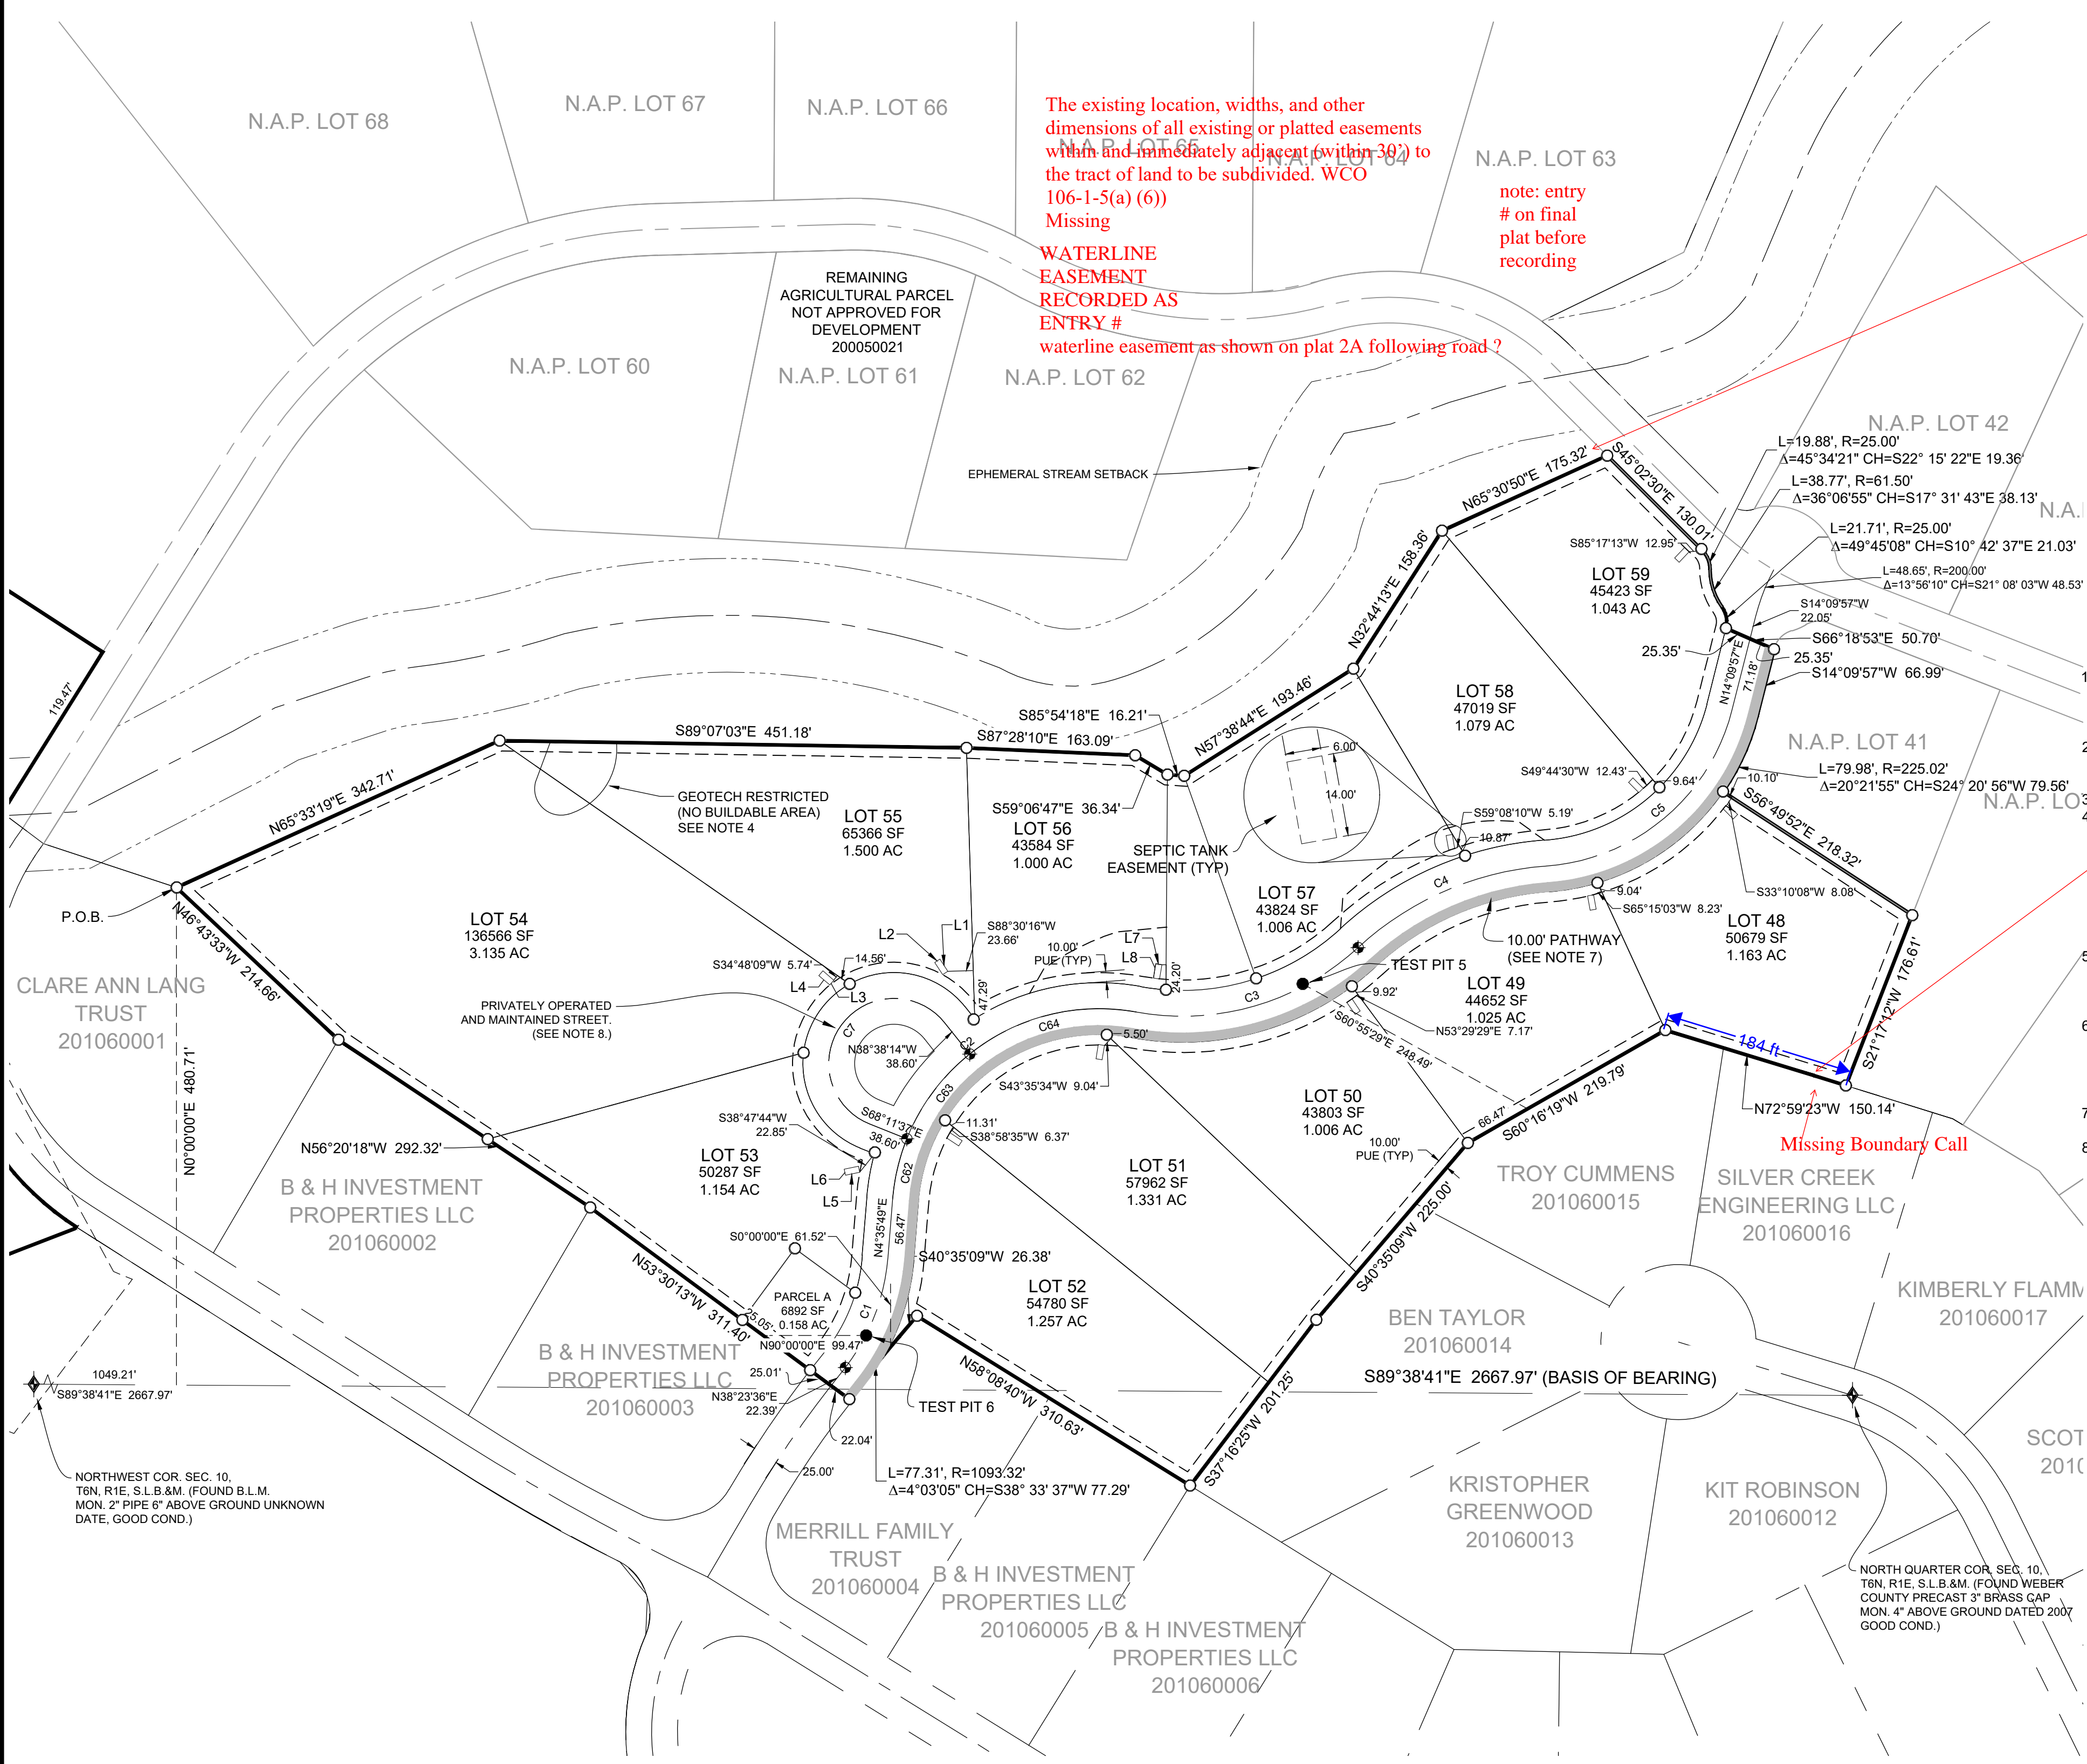 N.A.P. LOT 68
N.A.P. LOT 67
N.A.P. LOT 66
N.A.P. LOT 65
N.A.P. LOT 64
N.A.P. LOT 63
The existing location, widths, and other
dimensions of all existing or platted easements
within and immediately adjacent (within 30') to
the tract of land to be subdivided. WCO
106-1-5(a) (6))
Missing
note: entry
# on final
plat before
recording
WATERLINE
EASEMENT
RECORDED AS
ENTRY #
waterline easement as shown on plat 2A following road ?
REMAINING
AGRICULTURAL PARCEL
NOT APPROVED FOR
DEVELOPMENT
200050021
N.A.P. LOT 60
N.A.P. LOT 61
N.A.P. LOT 62
N.A.P. LOT 42
EPHEMERAL STREAM SETBACK
N65°30'50"E 175.32'
S45°02'30"E 130.01'
L=19.88', R=25.00'
Δ=45°34'21" CH=S22° 15' 22"E 19.36'
L=38.77', R=61.50'
Δ=36°06'55" CH=S17° 31' 43"E 38.13'
L=21.71', R=25.00'
Δ=49°45'08" CH=S10° 42' 37"E 21.03'
L=48.65', R=200.00'
Δ=13°56'10" CH=S21° 08' 03"W 48.53'
S14°09'57"W
22.05'
S66°18'53"E 50.70'
25.35'
25.35'
S14°09'57"W 66.99'
N14°09'57"E
71.18'
S85°17'13"W 12.95'
LOT 59
45423 SF
1.043 AC
N32°44'13"E 158.36'
LOT 58
47019 SF
1.079 AC
N.A.P. LOT 41
L=79.98', R=225.02'
Δ=20°21'55" CH=S24° 20' 56"W 79.56'
N.A.P. LO
N.A.
119.47'
S89°07'03"E 451.18'
S87°28'10"E 163.09'
S85°54'18"E 16.21'
N57°38'44"E 193.46'
S59°06'47"E 36.34'
N65°33'19"E 342.71'
GEOTECH RESTRICTED
(NO BUILDABLE AREA)
SEE NOTE 4
LOT 55
65366 SF
1.500 AC
LOT 56
43584 SF
1.000 AC
SEPTIC TANK
EASEMENT (TYP)
6.00'
14.00'
S49°44'30"W 12.43'
9.64'
S59°08'10"W 5.19'
10.87'
C5
10.10'
S56°49'52"E 218.32'
S33°10'08"W 8.08'
9.04'
S65°15'03"W 8.23'
LOT 48
50679 SF
1.163 AC
S21°17'12"W 176.61'
P.O.B.
N46°43'33"W 214.66'
LOT 54
136566 SF
3.135 AC
L2
L1
S88°30'16"W
23.66'
LOT 57
43824 SF
1.006 AC
C4
10.00' PATHWAY
(SEE NOTE 7)
10.00'
PUE (TYP)
L7
L8
24.20'
47.29'
S34°48'09"W 5.74'
14.56'
L4
L3
TEST PIT 5
C3
9.92'
LOT 49
44652 SF
1.025 AC
N53°29'29"E 7.17'
S60°55'29"E 248.49'
CLARE ANN LANG
TRUST
201060001
PRIVATELY OPERATED
AND MAINTAINED STREET.
(SEE NOTE 8.)
C7
C2
C64
5.50'
N38°38'14"W
38.60'
C63
S43°35'34"W 9.04'
184 ft
N72°59'23"W 150.14'
Missing Boundary Call
S60°16'19"W 219.79'
66.47'
N0°00'00"E 480.71'
N56°20'18"W 292.32'
S38°47'44"W
22.85'
S68°11'37"E
38.60'
11.31'
S38°58'35"W 6.37'
LOT 50
43803 SF
1.006 AC
10.00'
PUE (TYP)
LOT 53
50287 SF
1.154 AC
L6
L5
C62
LOT 51
57962 SF
1.331 AC
B & H INVESTMENT
PROPERTIES LLC
201060002
TROY CUMMENS
201060015
SILVER CREEK
ENGINEERING LLC
201060016
S40°35'09"W 225.00'
S0°00'00"E 61.52'
N4°35'49"E
56.47'
S40°35'09"W 26.38'
N53°30'13"W 311.40'
PARCEL A
6892 SF
0.158 AC
25.05'
C1
N90°00'00"E 99.47'
LOT 52
54780 SF
1.257 AC
KIMBERLY FLAMM
201060017
BEN TAYLOR
201060014
S89°38'41"E 2667.97' (BASIS OF BEARING)
1049.21'
S89°38'41"E 2667.97'
B & H INVESTMENT
PROPERTIES LLC
201060003
25.01'
N38°23'36"E
22.39'
22.04'
25.00'
TEST PIT 6
N58°08'40"W 310.63'
S37°16'25"W 201.25'
L=77.31', R=1093.32'
Δ=4°03'05" CH=S38° 33' 37"W 77.29'
NORTHWEST COR. SEC. 10,
T6N, R1E, S.L.B.&M. (FOUND B.L.M.
MON. 2" PIPE 6" ABOVE GROUND UNKNOWN
DATE, GOOD COND.)
MERRILL FAMILY
TRUST
201060004
B & H INVESTMENT
PROPERTIES LLC
201060005
B & H INVESTMENT
PROPERTIES LLC
201060006
KRISTOPHER
GREENWOOD
201060013
KIT ROBINSON
201060012
SCOT
2010
NORTH QUARTER COR. SEC. 10,
T6N, R1E, S.L.B.&M. (FOUND WEBER
COUNTY PRECAST 3" BRASS CAP
MON. 4" ABOVE GROUND DATED 2007
GOOD COND.)